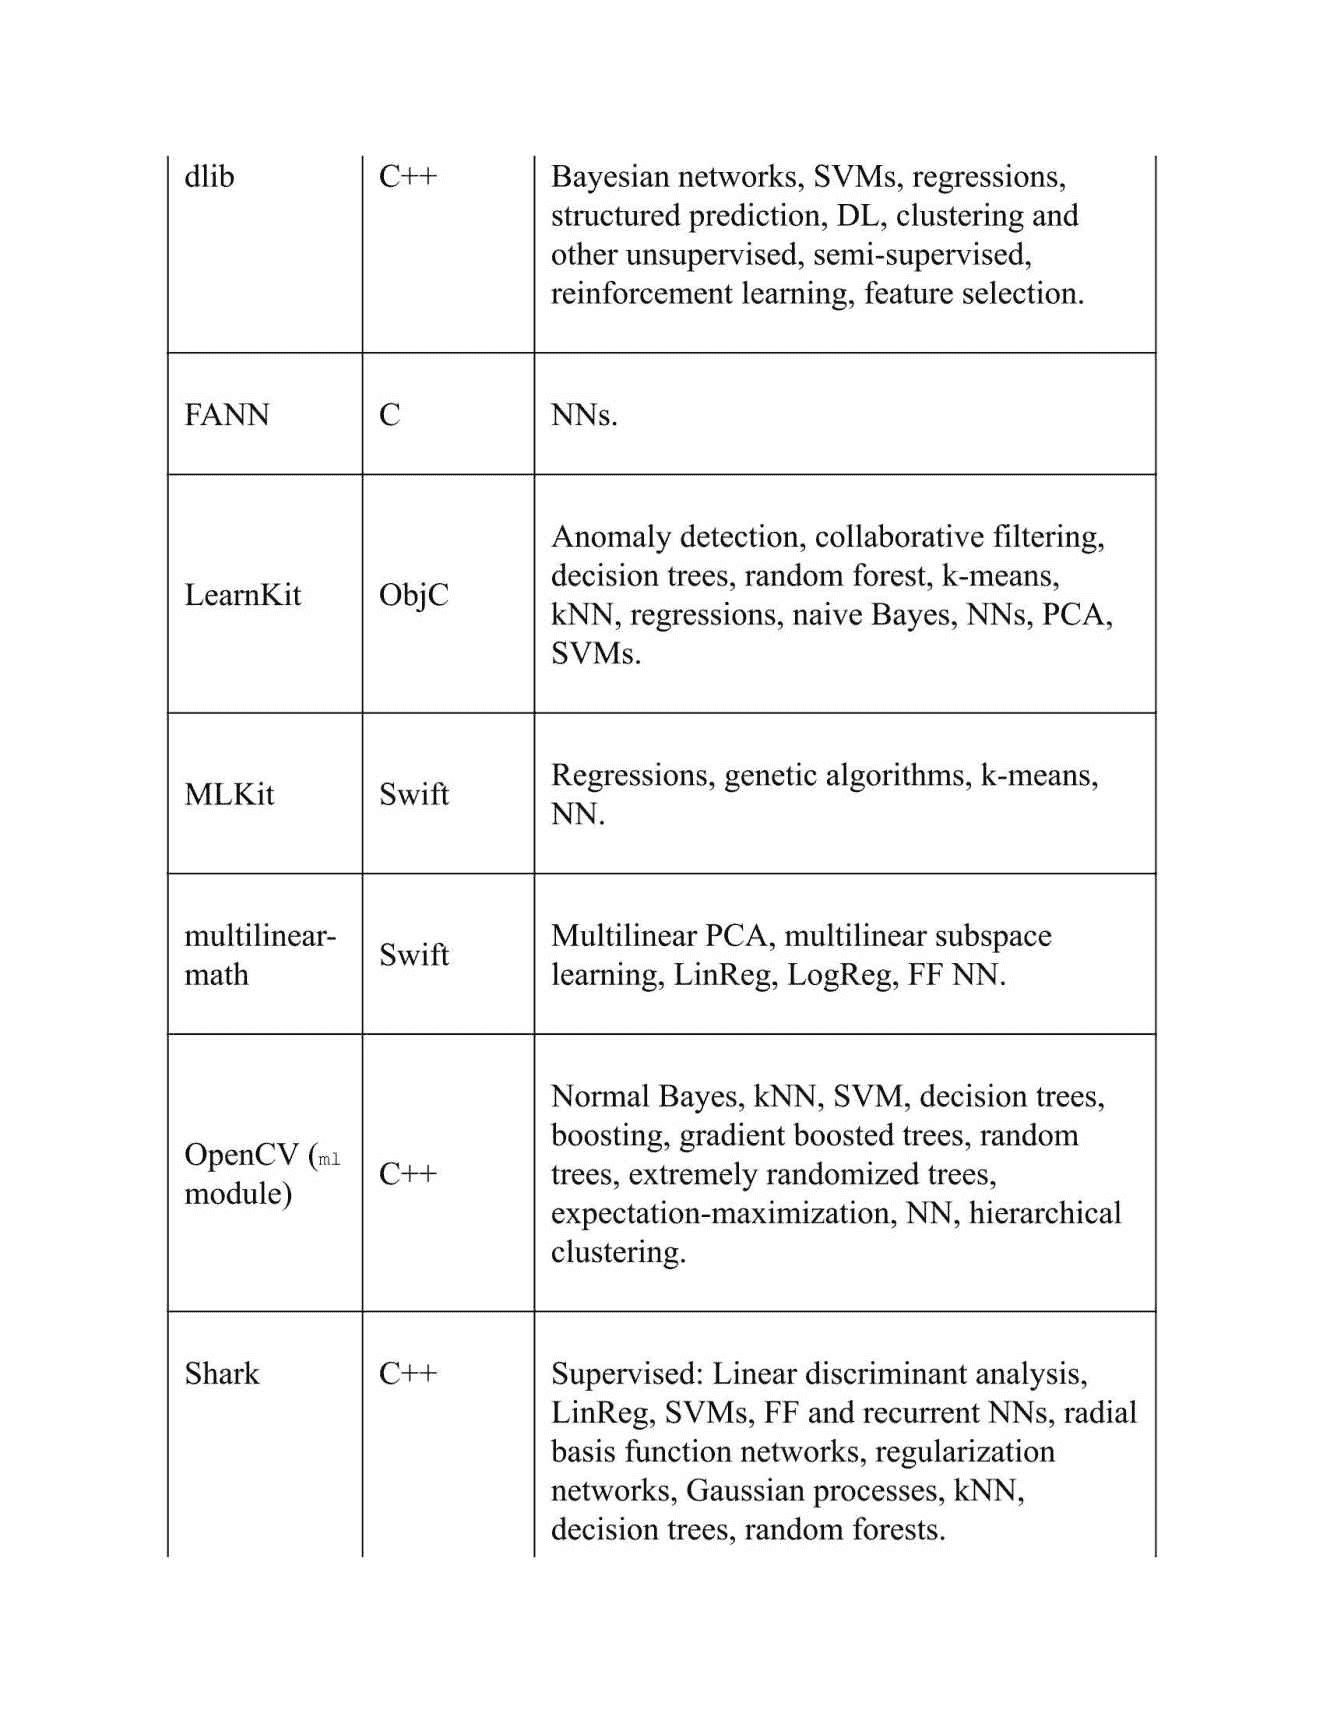 dlib
C++
Bayesian networks, SVMs, regressions,
structured prediction, DL, clustering and
other unsupervised, semi-supervised,
reinforcement learning, feature selection.
FANN
C
NNs.
LearnKit
ObjC
Anomaly detection, collaborative filtering,
decision trees, random forest, k-means,
kNN, regressions, naive Bayes, NNs, PCA,
SVMs.
MLKit
Swift
Regressions, genetic algorithms, k-means,
NN.
multilinear-
math
Swift
Multilinear PCA, multilinear subspace
learning, LinReg, LogReg, FF NN.
OpenCV (ml
module)
C++
Normal Bayes, kNN, SVM, decision trees,
boosting, gradient boosted trees, random
trees, extremely randomized trees,
expectation-maximization, NN, hierarchical
clustering.
Shark
C++
Supervised: Linear discriminant analysis,
LinReg, SVMs, FF and recurrent NNs, radial
basis function networks, regularization
networks, Gaussian processes, kNN,
decision trees, random forests.